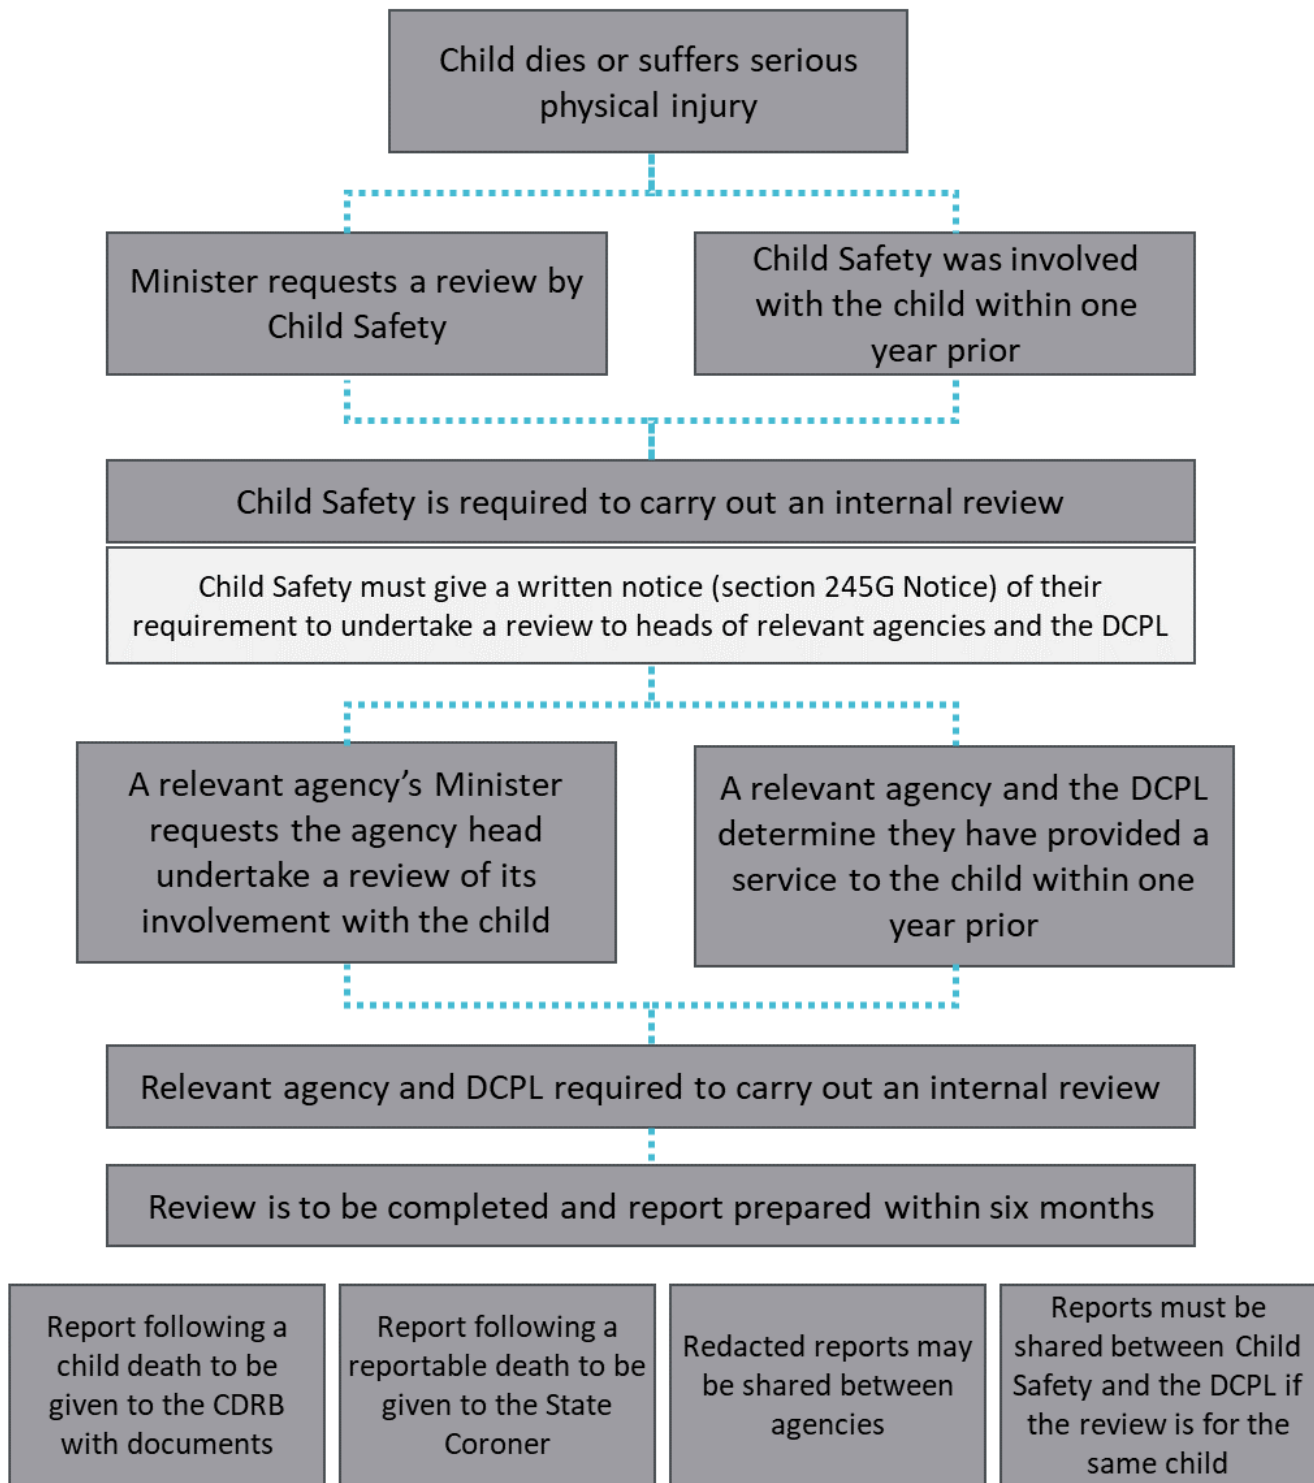 Child dies or suffers serious
physical injury
Minister requests a review by
Child Safety
Child Safety was involved
with the child within one
year prior
Child Safety is required to carry out an internal review
Child Safety must give a written notice (section 245G Notice) of their
requirement to undertake a review to heads of relevant agencies and the DCPL
A relevant agency’s Minister
requests the agency head
undertake a review of its
involvement with the child
A relevant agency and the DCPL
determine they have provided a
service to the child within one
year prior
Relevant agency and DCPL required to carry out an internal review
Review is to be completed and report prepared within six months
Report following a
child death to be
given to the CDRB
with documents
Report following a
reportable death to be
given to the State
Coroner
Redacted reports may
be shared between
agencies
Reports must be
shared between Child
Safety and the DCPL if
the review is for the
same child